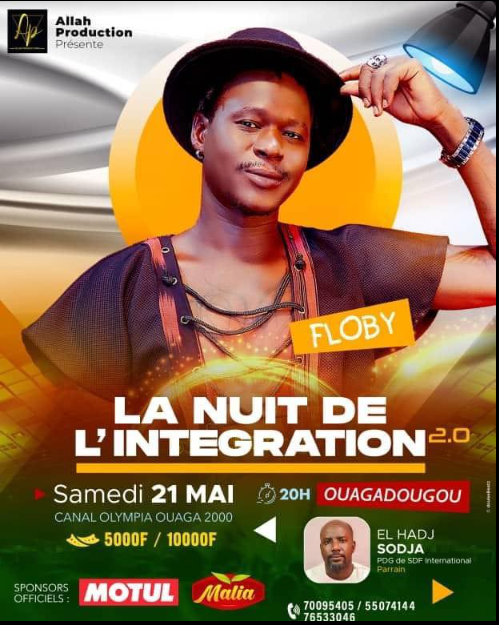 Ap
Allah
Production
Présente
FLOBY
LA NUIT DE
L'INTEGRATION 2.0
Samedi 21 MAI
20H
OUAGADOUGOU
CANAL OLYMPIA OUAGA 2000
5000F / 10000F
EL HADJ
SODJA
PDG de SDF International
Parrain
SPONSORS
OFFICIELS :
MOTUL
Malia
70095405 / 55074144
76533046